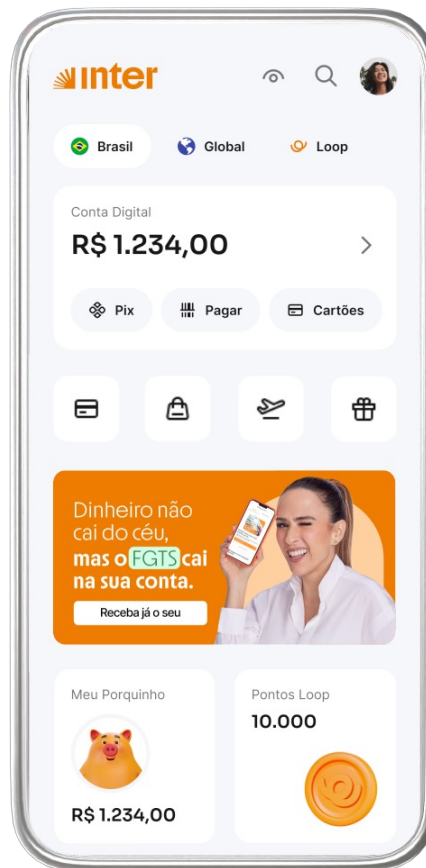 inter
Brasil
Global
Loop
Conta Digital
R$ 1.234,00
Pix
Pagar
Cartões
Dinheiro não
cai do céu,
mas o FGTS cai
na sua conta.
Receba já o seu
Meu Porquinho
R$ 1.234,00
Pontos Loop
10.000